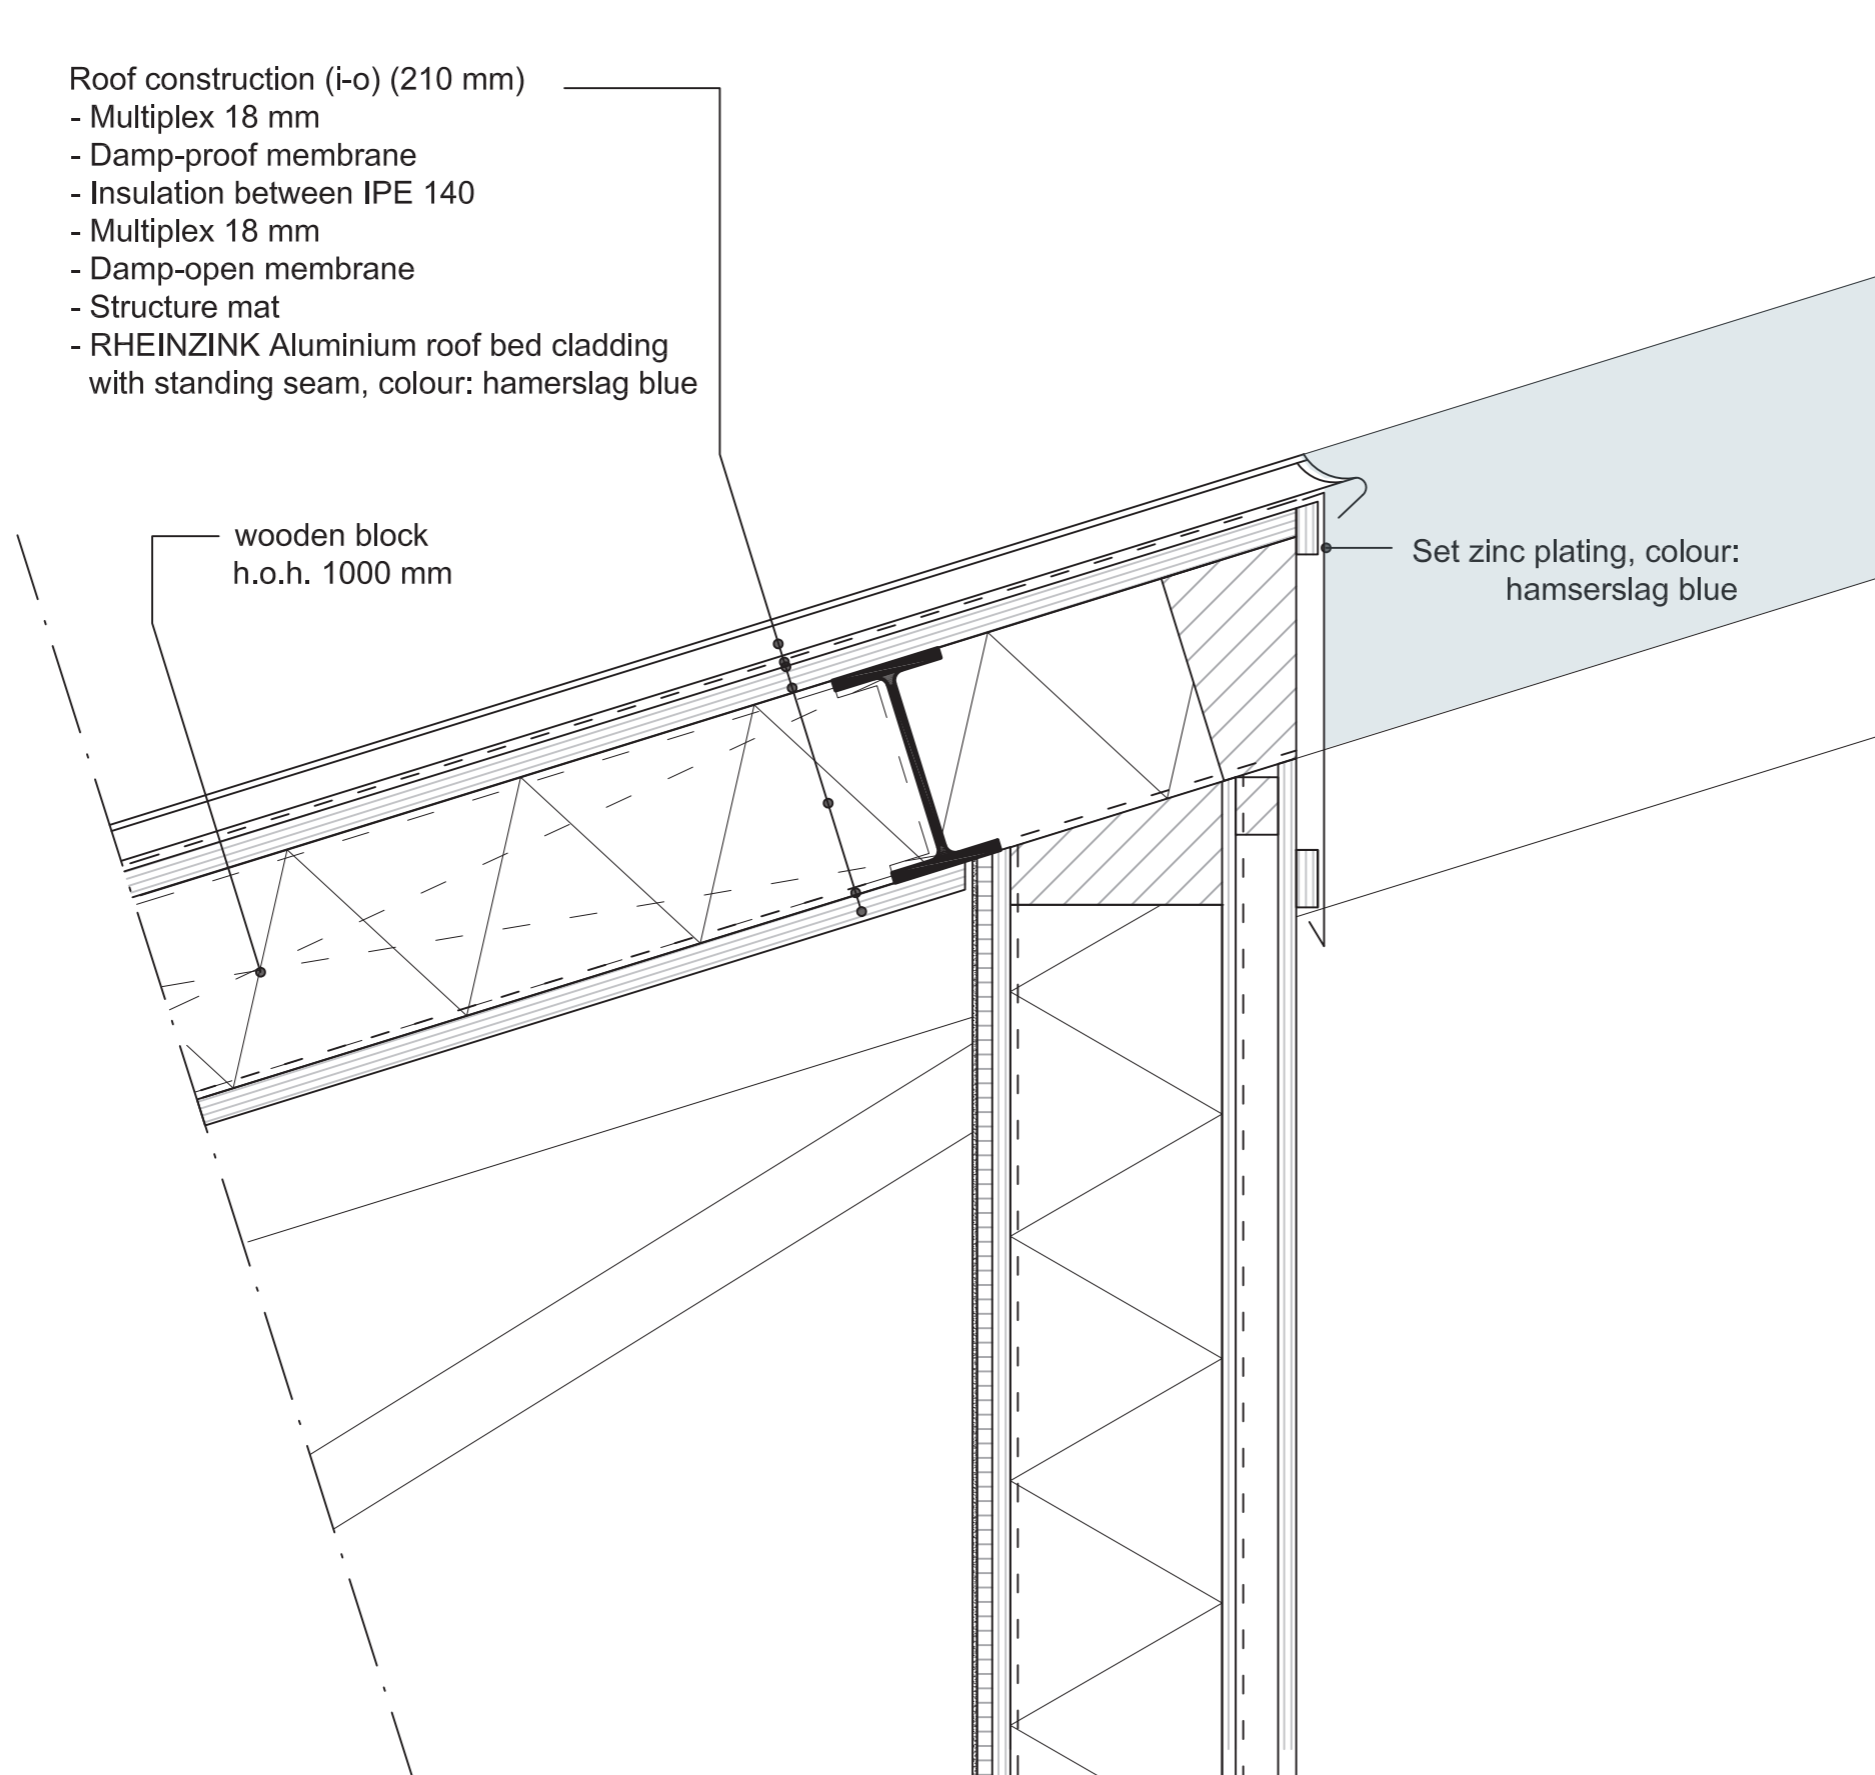 Roof construction (i-o) (210 mm)
- Multiplex 18 mm
- Damp-proof membrane
- Insulation between IPE 140
- Multiplex 18 mm
- Damp-open membrane
- Structure mat
- RHEINZINK Aluminium roof bed cladding
with standing seam, colour: hamerslag blue
wooden block
h.o.h. 1000 mm
Set zinc plating, colour:
hamserslag blue